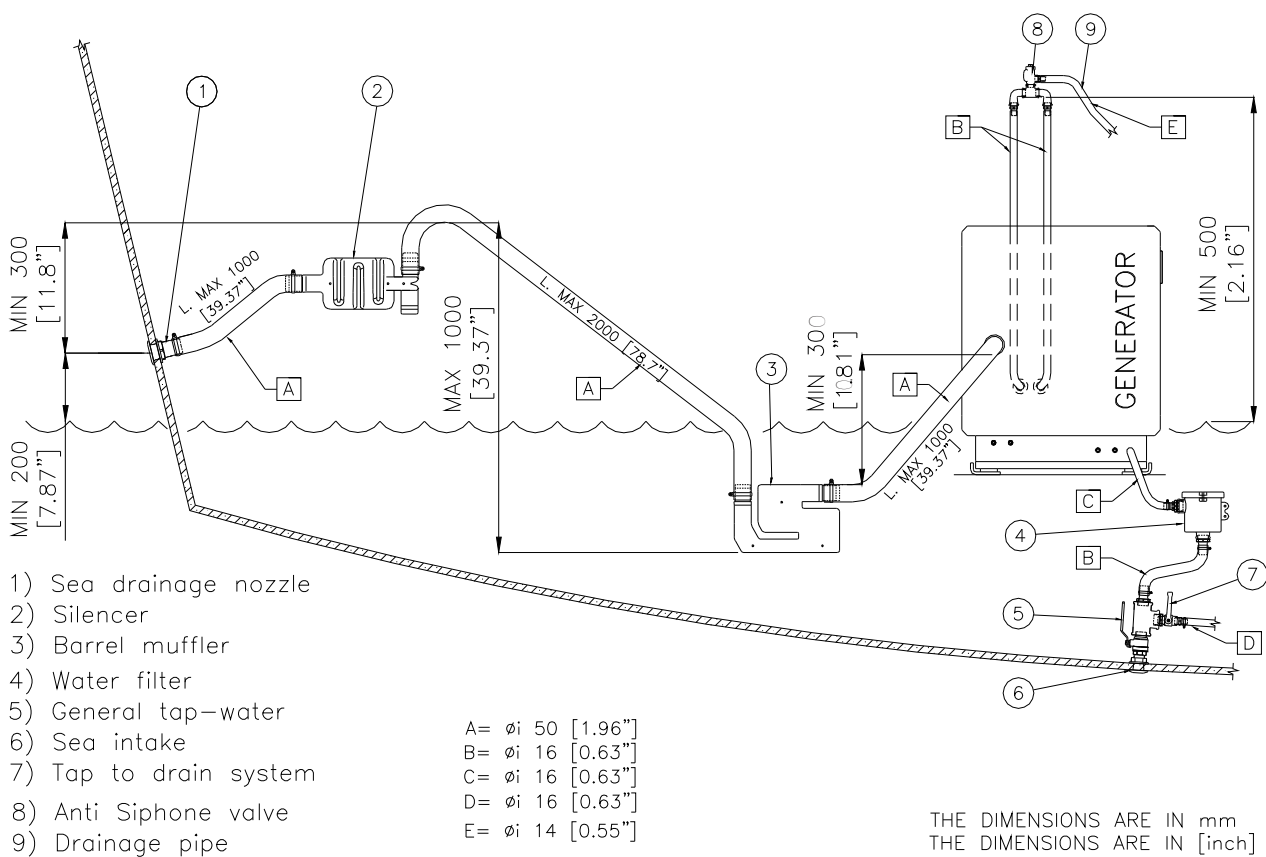 8
9
1
2
B
E
MIN 300
[11.8"]
L. MAX 1000
[39.37"]
MAX 1000
[39.37"]
L. MAX 2000 [78.7"]
MIN 500
[2.16"]
GENERATOR
A
A
3
MIN 300
[10.81"]
A
L. MAX 1000
[39.37"]
MIN 200
[7.87"]
C
4
B
7
5
D
6
1) Sea drainage nozzle
2) Silencer
3) Barrel muffler
4) Water filter
5) General tap-water
6) Sea intake
7) Tap to drain system
8) Anti Siphone valve
9) Drainage pipe
A= øi 50 [1.96"]
B= øi 16 [0.63"]
C= øi 16 [0.63"]
D= øi 16 [0.63"]
E= øi 14 [0.55"]
THE DIMENSIONS ARE IN mm
THE DIMENSIONS ARE IN [inch]